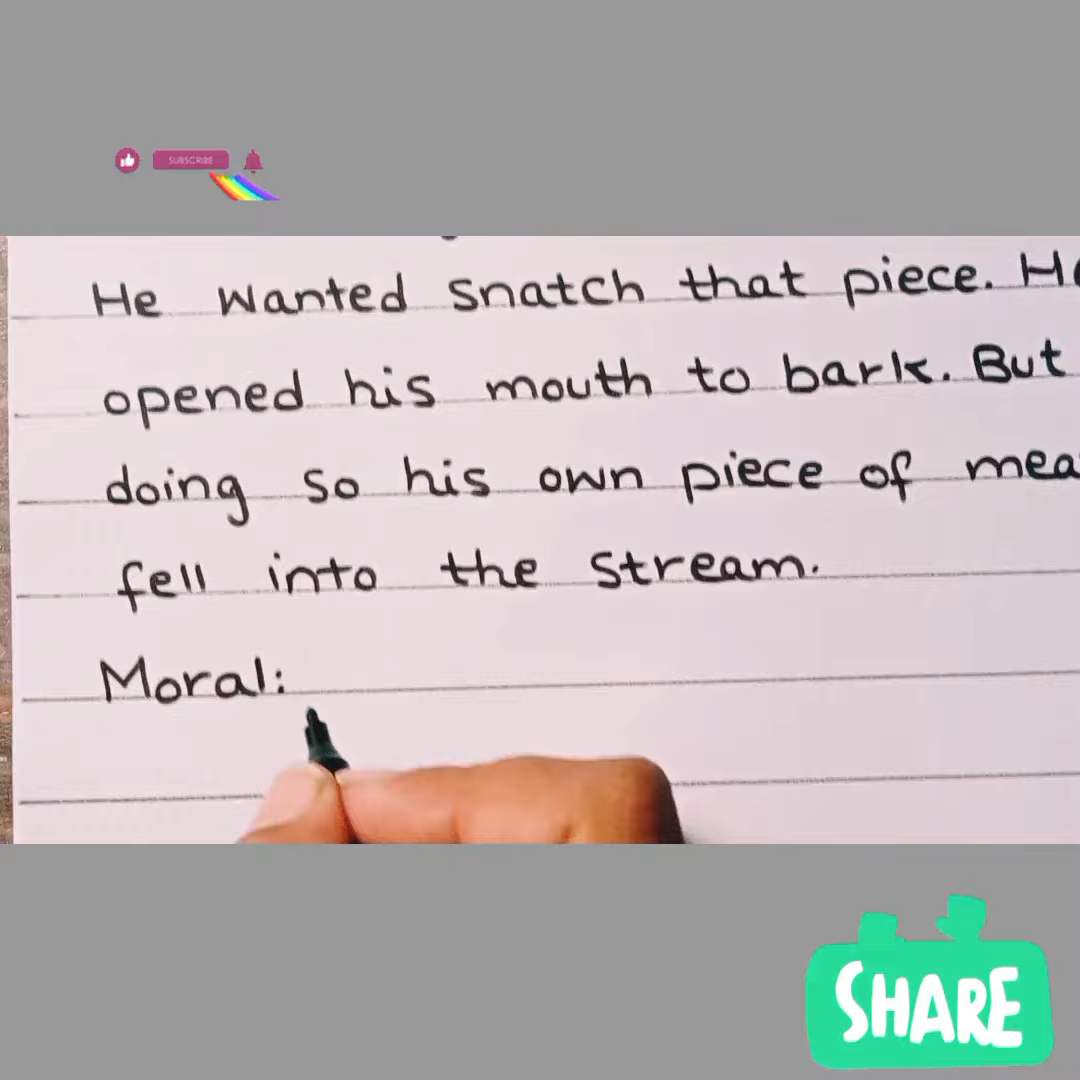 SUBSCRIBE
He wanted snatch that piece. He
opened his mouth to bark. But
doing so his own piece of
fell into the stream.
Moral:
SHARE